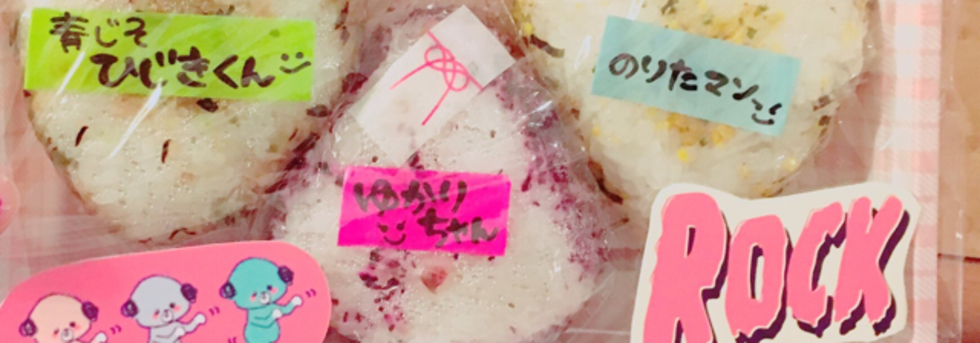 青じそ
ひじきくん
のりたマン
ゆかり
ちゃん
ROCK